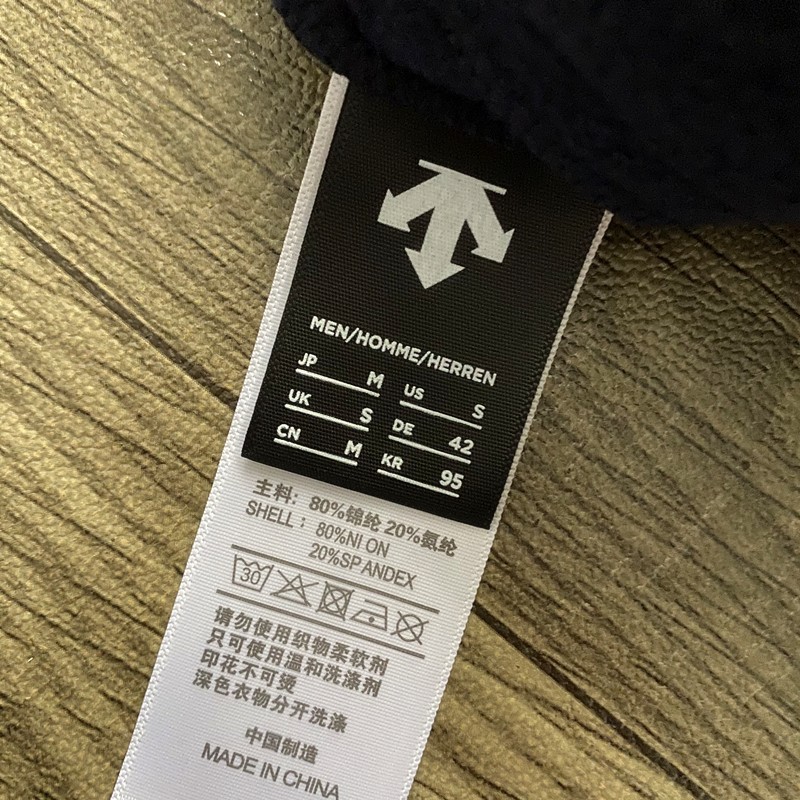 MEN/HOMME/HERREN
JP M US S
UK S DE 42
CN M KR 95
主料: 80%锦纶 20%氨纶
SHELL: 80%NI ON
20%SPANDEX
30
请勿使用织物柔软剂
只可使用温和洗涤剂
印花不可烫
深色衣物分开洗涤
中国制造
MADE IN CHINA